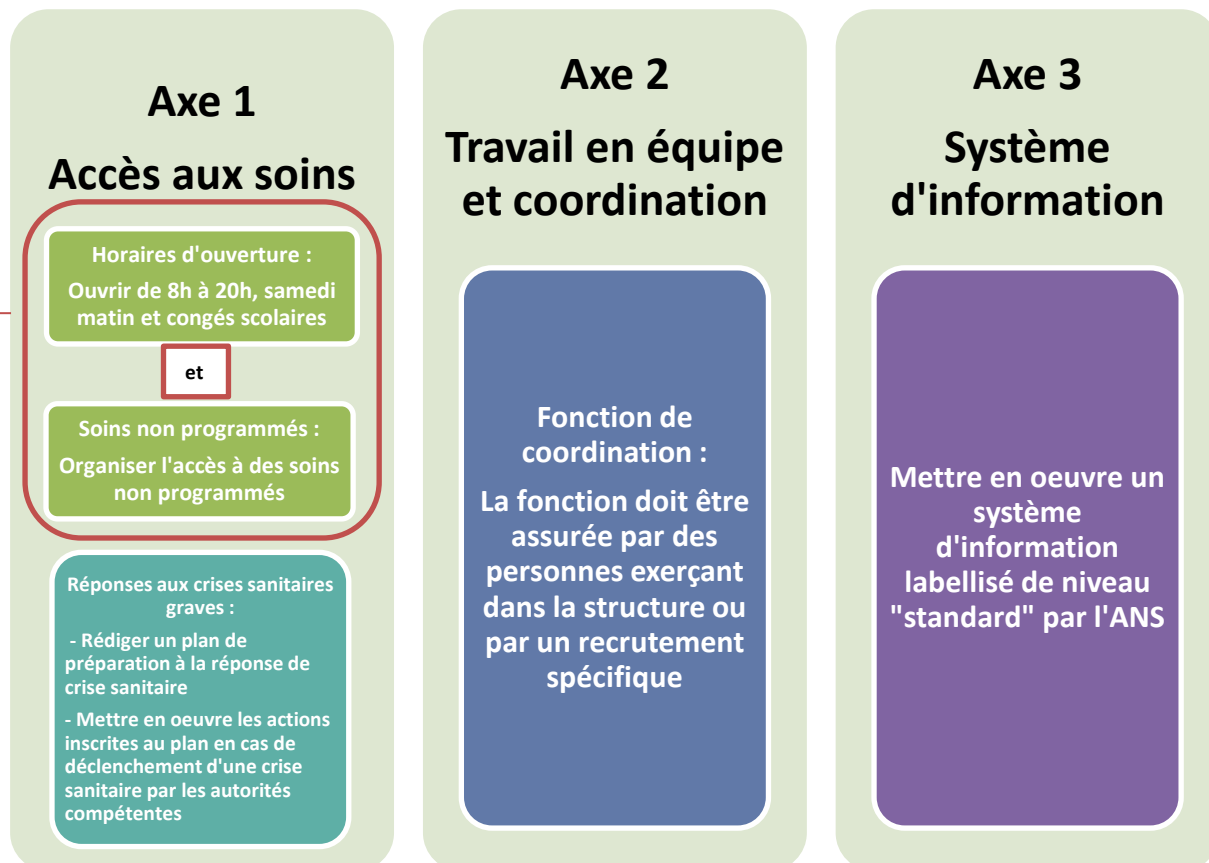 Axe 1
Accès aux soins
Horaires d'ouverture :
Ouvrir de 8h à 20h, samedi
matin et congés scolaires
et
Soins non programmés :
Organiser l'accès à des soins
non programmés
Réponses aux crises sanitaires
graves :
- Rédiger un plan de
préparation à la réponse de
crise sanitaire
- Mettre en oeuvre les actions
inscrites au plan en cas de
déclenchement d'une crise
sanitaire par les autorités
compétentes
Axe 2
Travail en équipe
et coordination
Fonction de
coordination :
La fonction doit être
assurée par des
personnes exerçant
dans la structure ou
par un recrutement
spécifique
Axe 3
Système
d'information
Mettre en oeuvre un
système
d'information
labellisé de niveau
"standard" par l'ANS